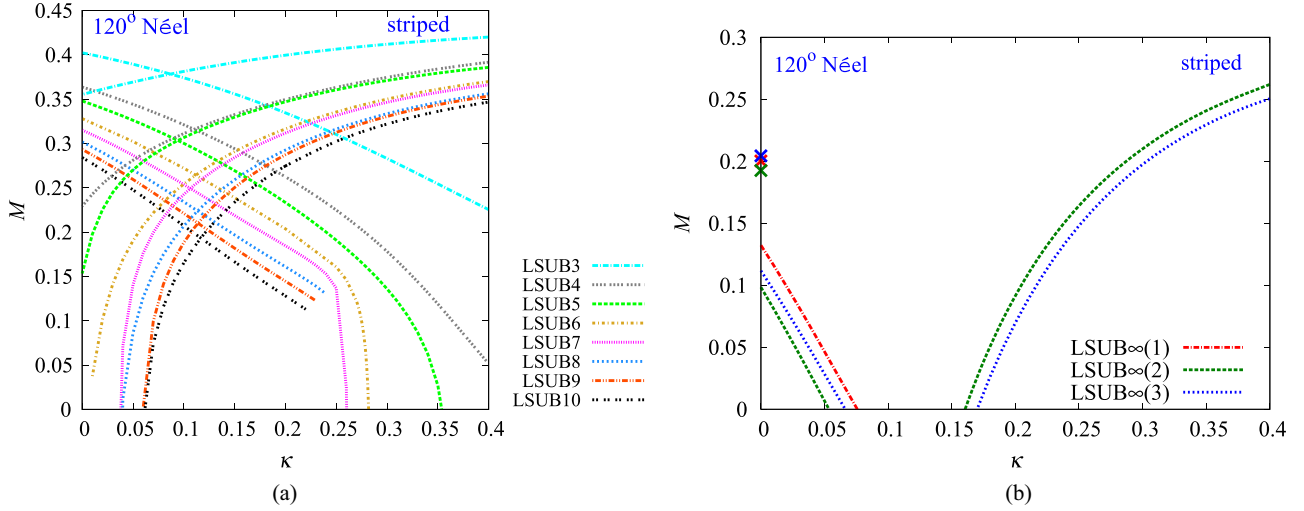 120° Néel striped
M
0.45
0.4
0.35
0.3
0.25
0.2
0.15
0.1
0.05
0
0 0.05 0.1 0.15 0.2 0.25 0.3 0.35 0.4
κ
(a)
LSUB3
LSUB4
LSUB5
LSUB6
LSUB7
LSUB8
LSUB9
LSUB10
120° Néel striped
M
0.3
0.25
0.2
0.15
0.1
0.05
0
LSUB∞(1)
LSUB∞(2)
LSUB∞(3)
0 0.05 0.1 0.15 0.2 0.25 0.3 0.35 0.4
κ
(b)